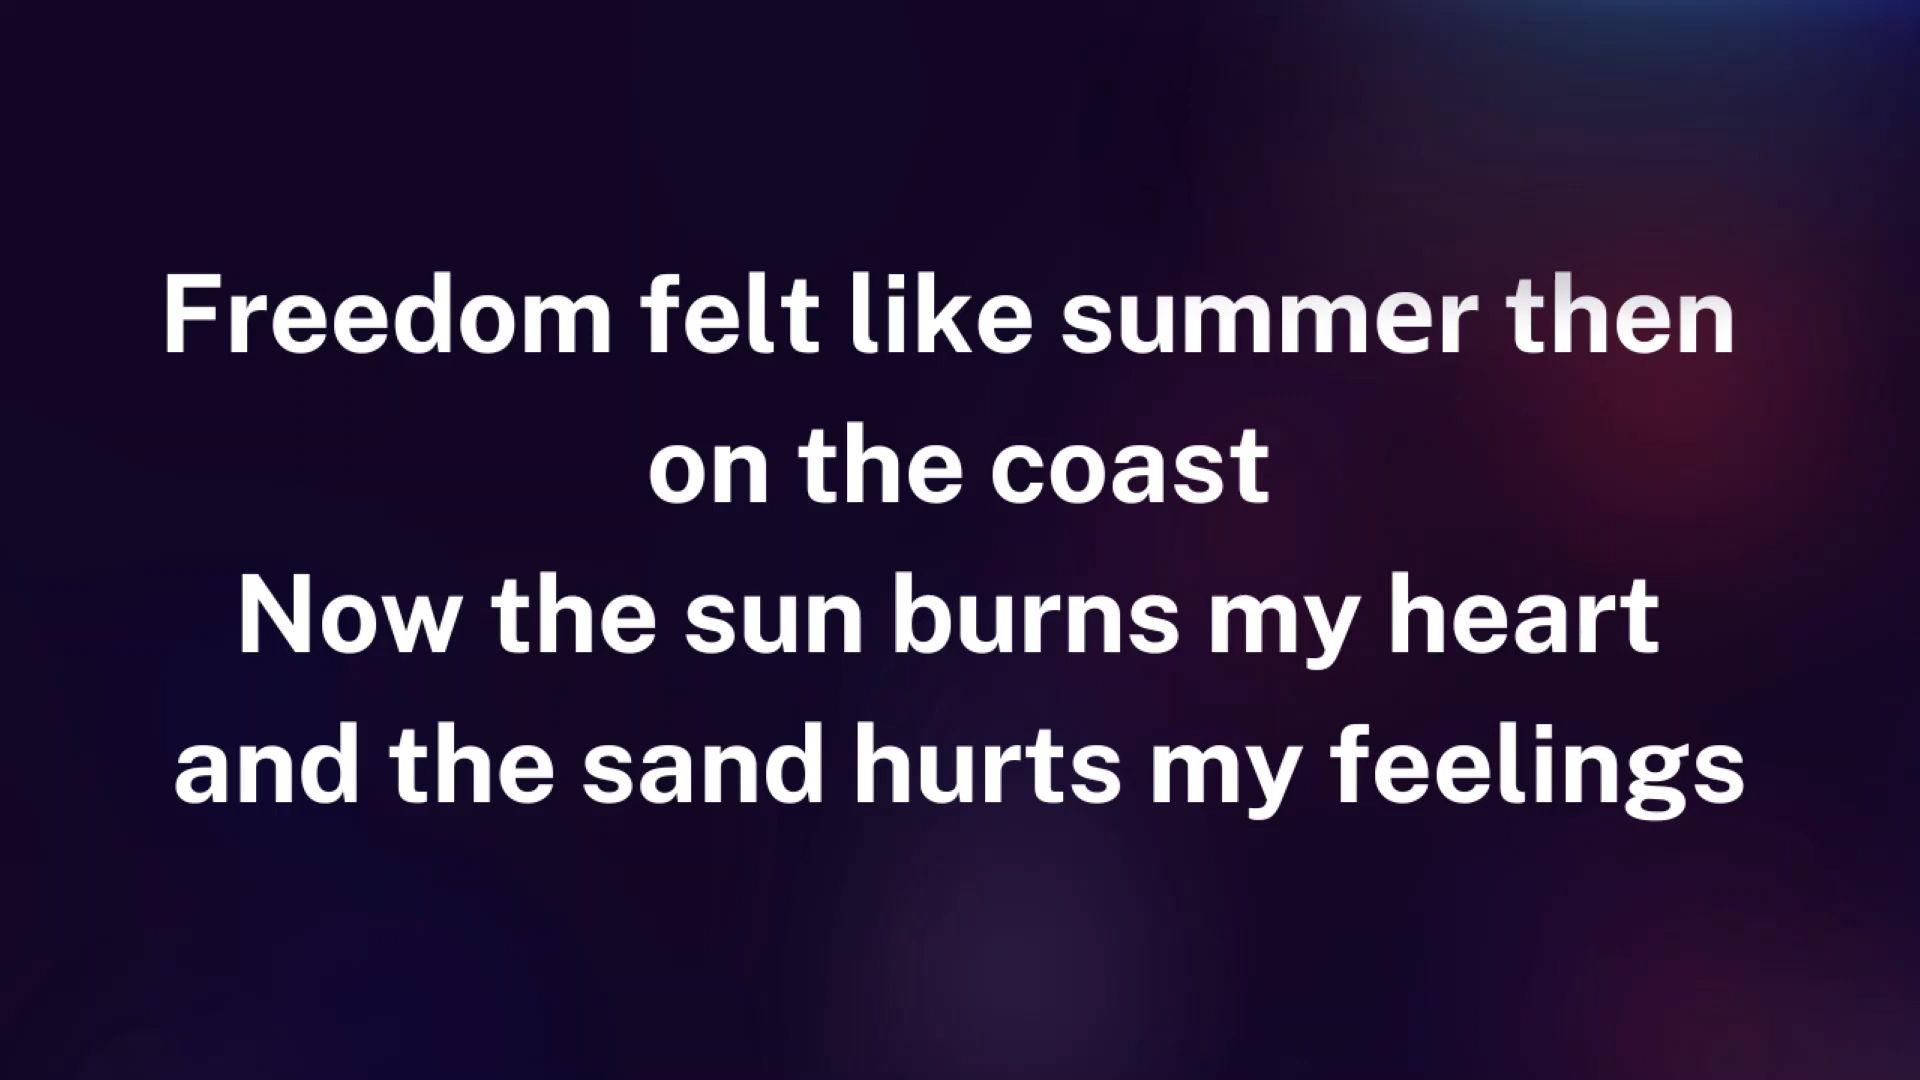 Freedom felt like summer then
on the coast
Now the sun burns my heart
and the sand hurts my feelings